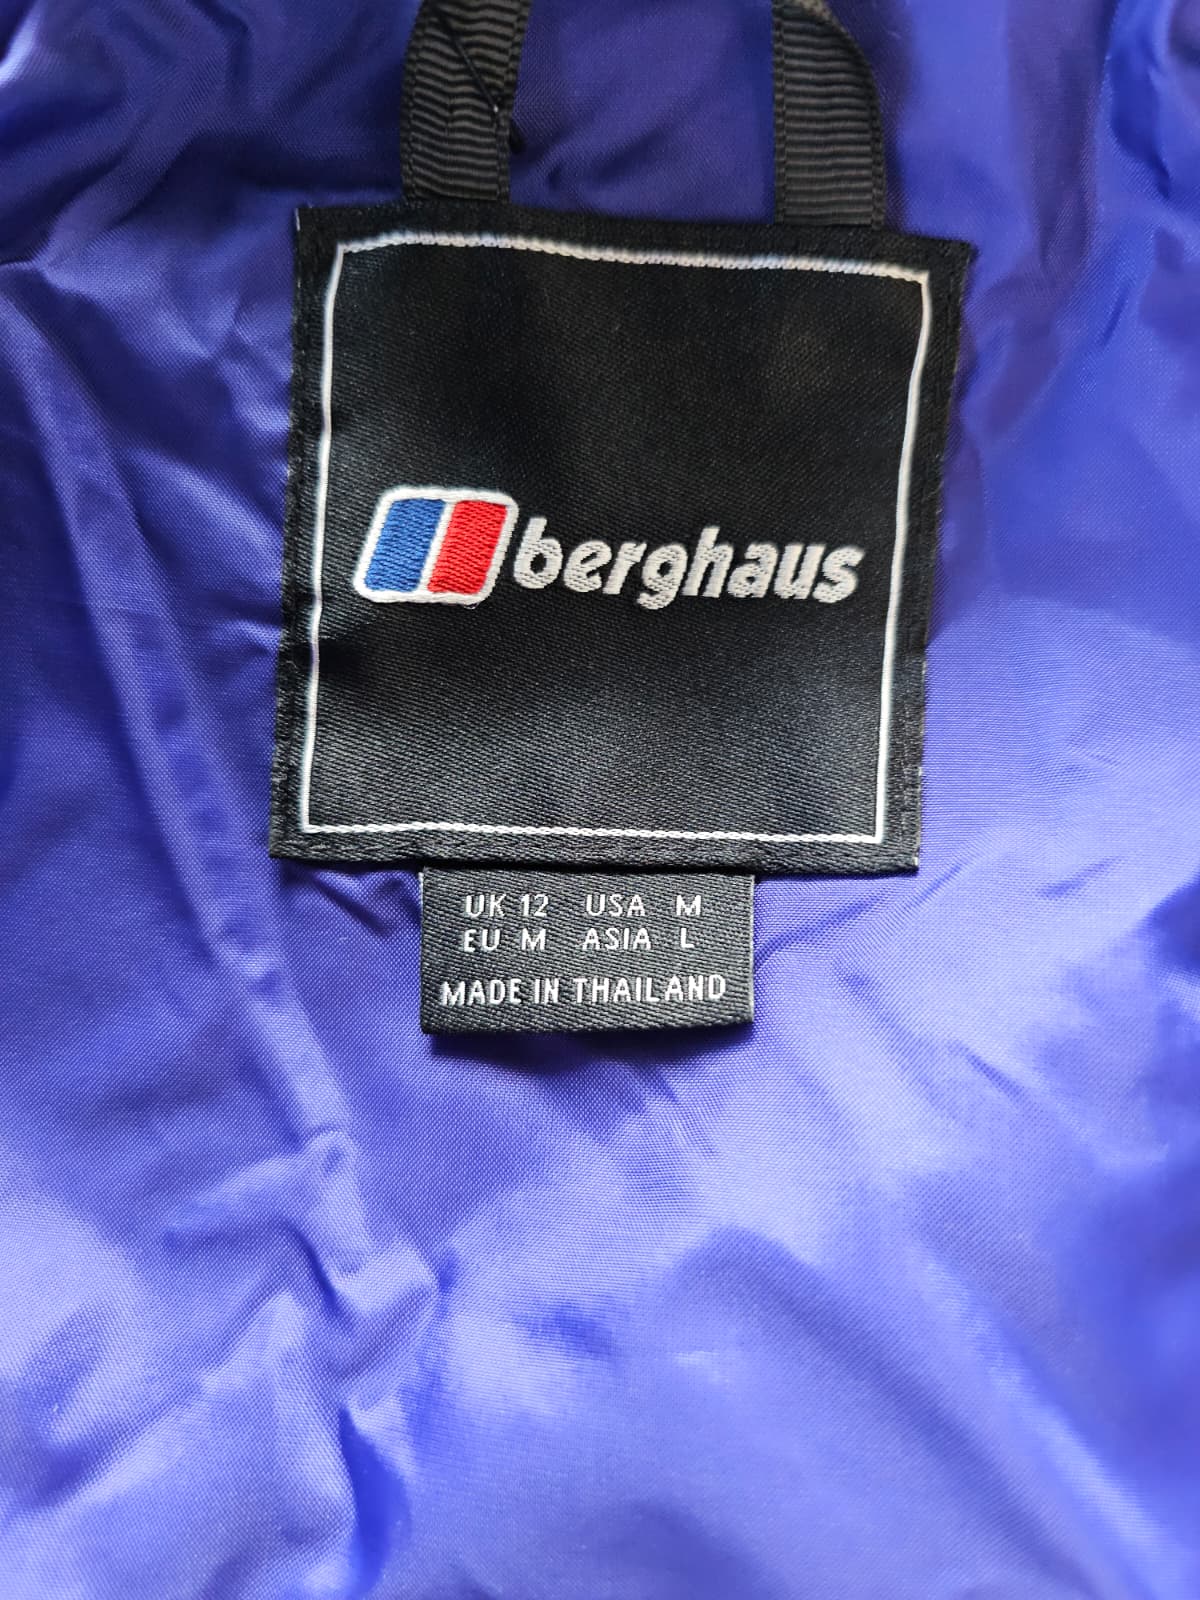 berghaus
UK 12 USA M
EU M ASIA L
MADE IN THAILAND